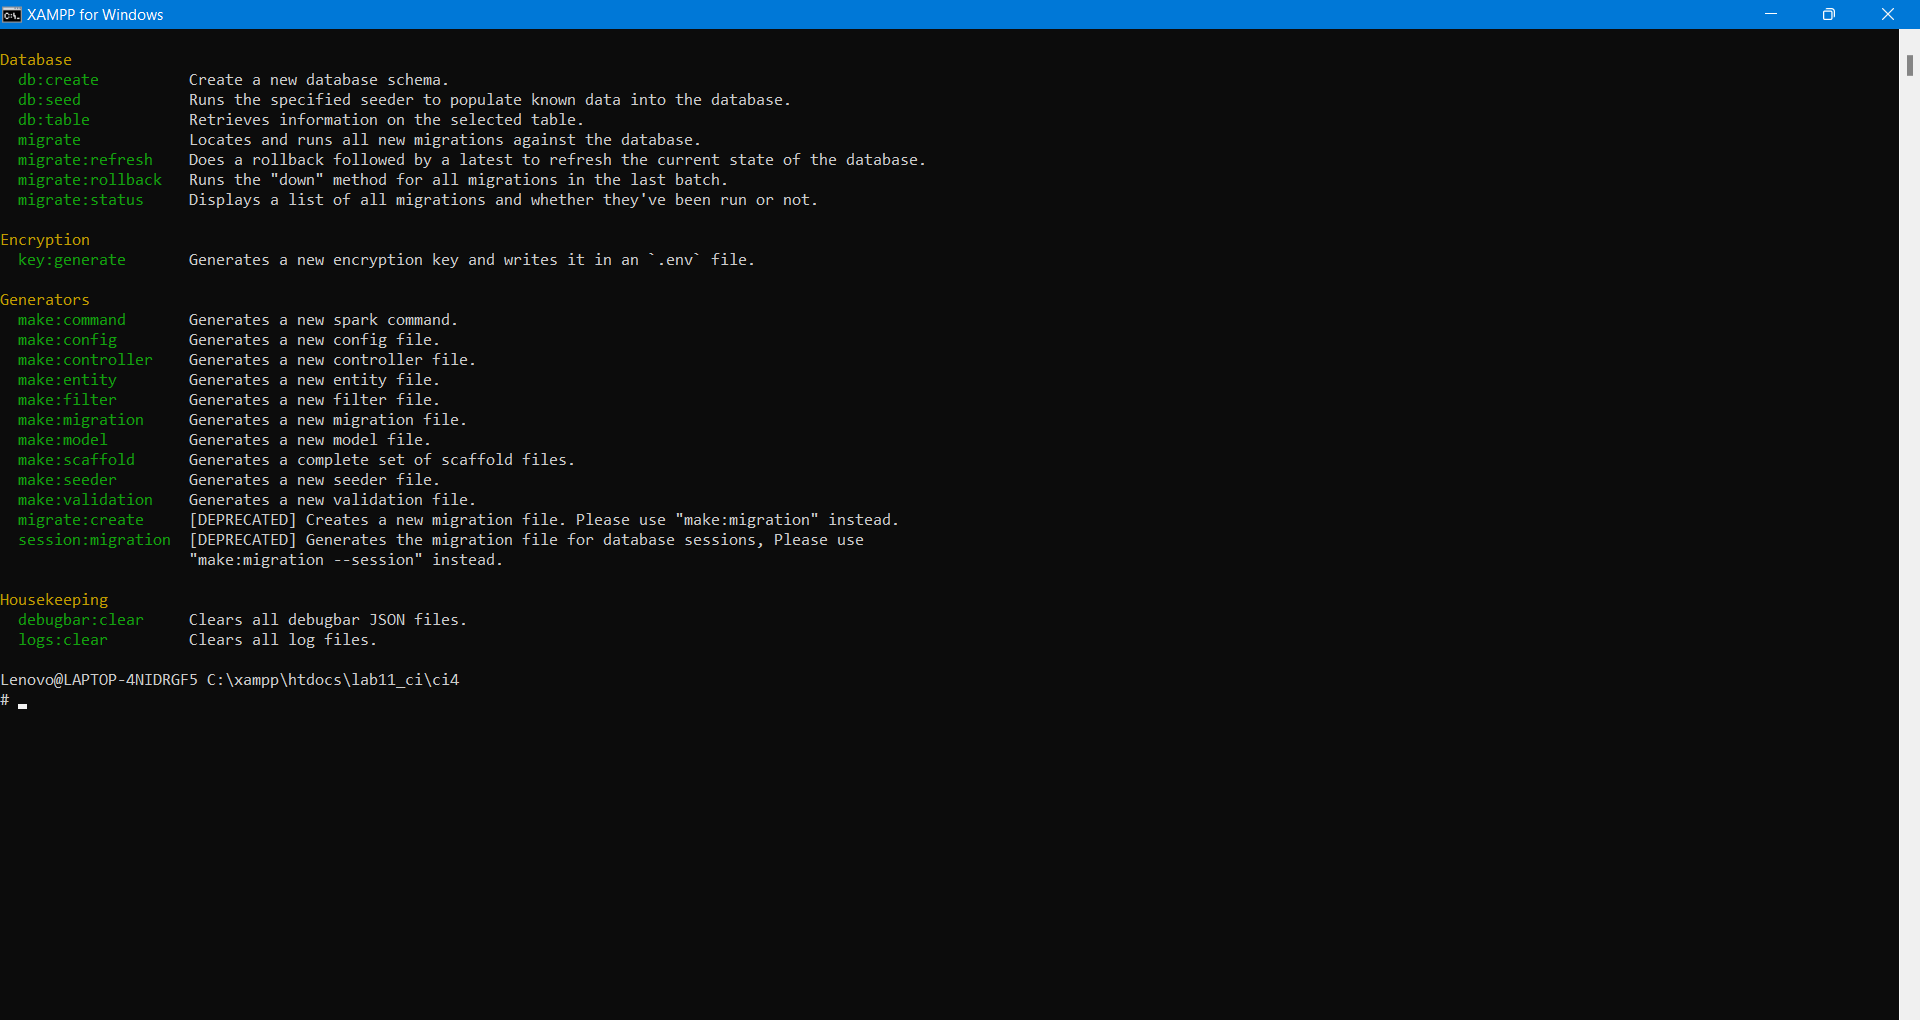 XAMPP for Windows
Database
db:create Create a new database schema.
db:seed Runs the specified seeder to populate known data into the database.
db:table Retrieves information on the selected table.
migrate Locates and runs all new migrations against the database.
migrate:refresh Does a rollback followed by a latest to refresh the current state of the database.
migrate:rollback Runs the "down" method for all migrations in the last batch.
migrate:status Displays a list of all migrations and whether they've been run or not.
Encryption
key:generate Generates a new encryption key and writes it in an `.env` file.
Generators
make:command Generates a new spark command.
make:config Generates a new config file.
make:controller Generates a new controller file.
make:entity Generates a new entity file.
make:filter Generates a new filter file.
make:migration Generates a new migration file.
make:model Generates a new model file.
make:scaffold Generates a complete set of scaffold files.
make:seeder Generates a new seeder file.
make:validation Generates a new validation file.
migrate:create [DEPRECATED] Creates a new migration file. Please use "make:migration" instead.
session:migration [DEPRECATED] Generates the migration file for database sessions, Please use
"make:migration --session" instead.
Housekeeping
debugbar:clear Clears all debugbar JSON files.
logs:clear Clears all log files.
Lenovo@LAPTOP-4NIDRGF5 C:\xampp\htdocs\lab11_ci\ci4
#